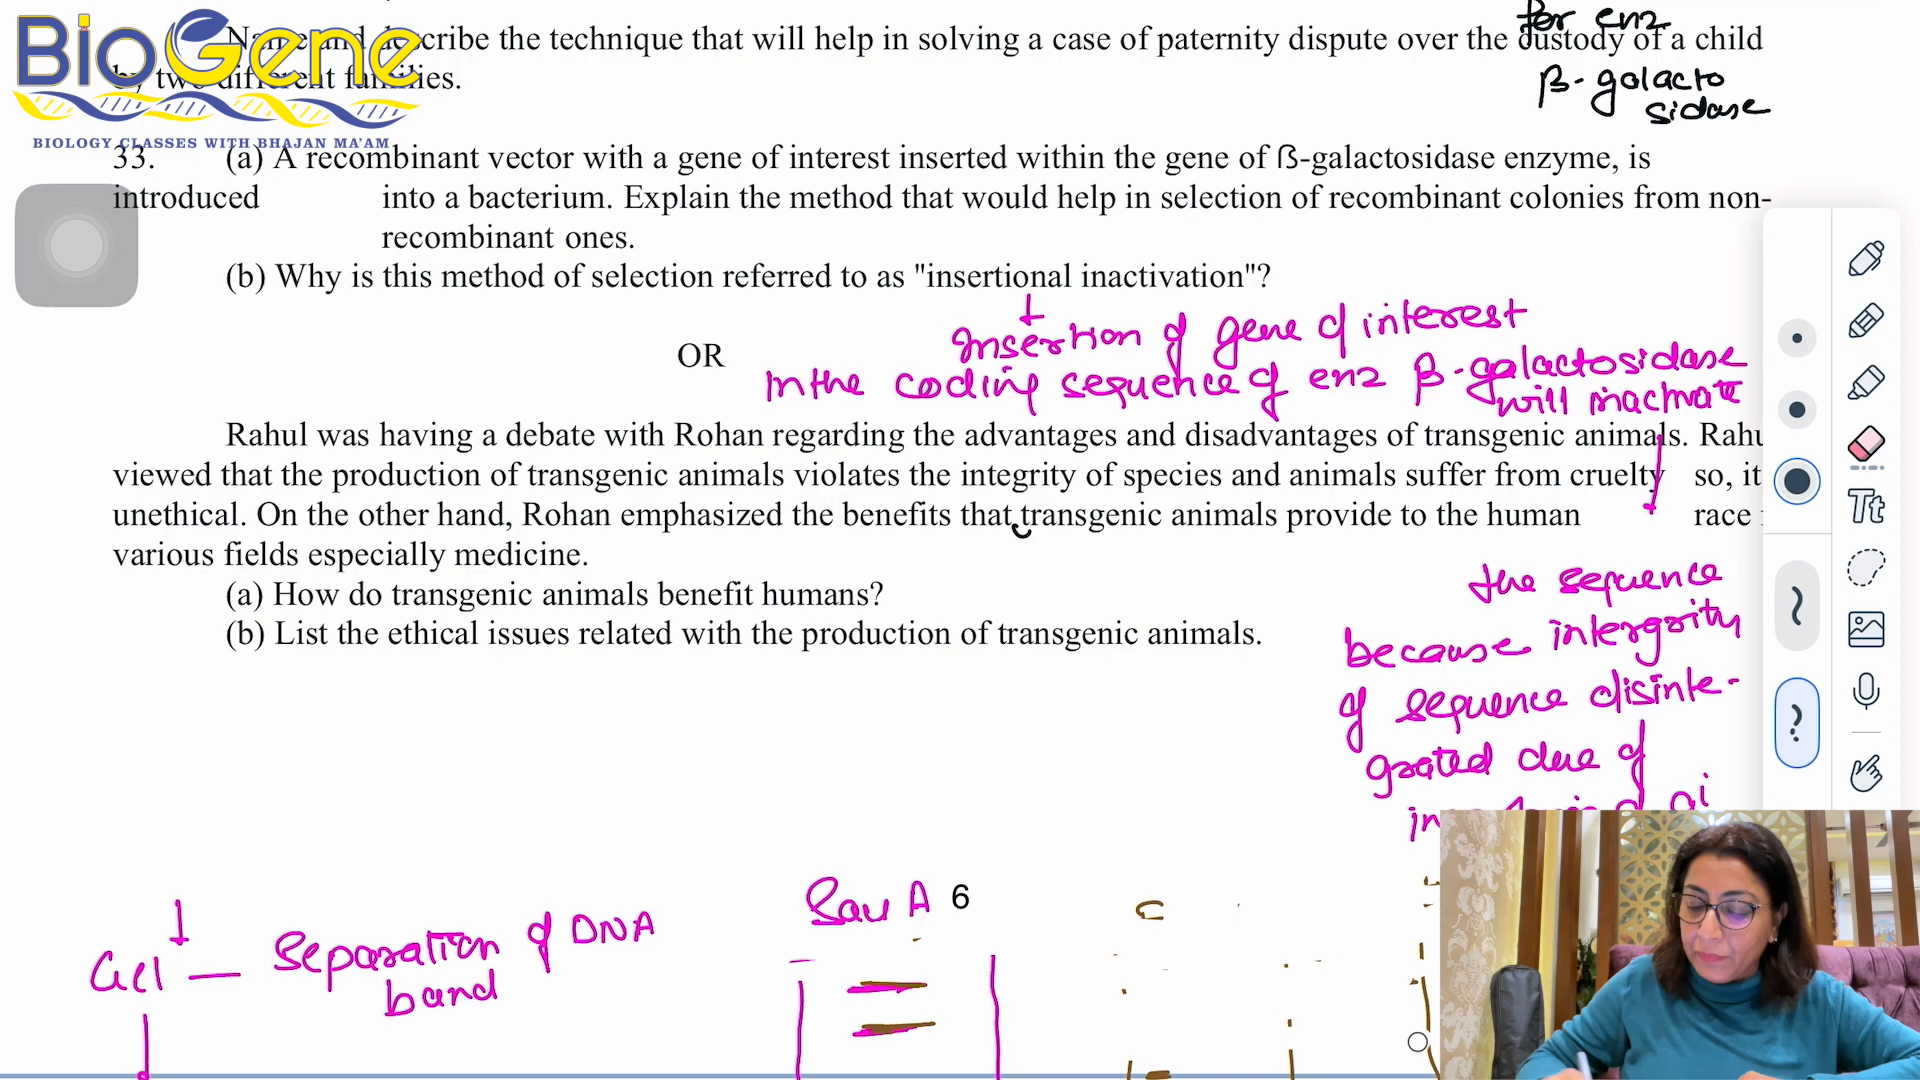 for enz
Name and describe the technique that will help in solving a case of paternity dispute over the custody of a child
by two different families.
β-galacto
sidase
BioGene
BIOLOGY CLASSES WITH BHAJAN MA'AM
33. (a) A recombinant vector with a gene of interest inserted within the gene of ß-galactosidase enzyme, is
introduced into a bacterium. Explain the method that would help in selection of recombinant colonies from non-
recombinant ones.
(b) Why is this method of selection referred to as "insertional inactivation"?
Insertion of gene of interest
OR
In the coding sequence of enz β-galactosidase
will inactivate
Rahul was having a debate with Rohan regarding the advantages and disadvantages of transgenic animals. Rahu
viewed that the production of transgenic animals violates the integrity of species and animals suffer from cruelty so, it
unethical. On the other hand, Rohan emphasized the benefits that transgenic animals provide to the human race
various fields especially medicine.
(a) How do transgenic animals benefit humans?
(b) List the ethical issues related with the production of transgenic animals.
the sequence
because intergrity
of sequence disinte-
grated due of
Sau A 6
Gel — Separation of DNA
band
Tt